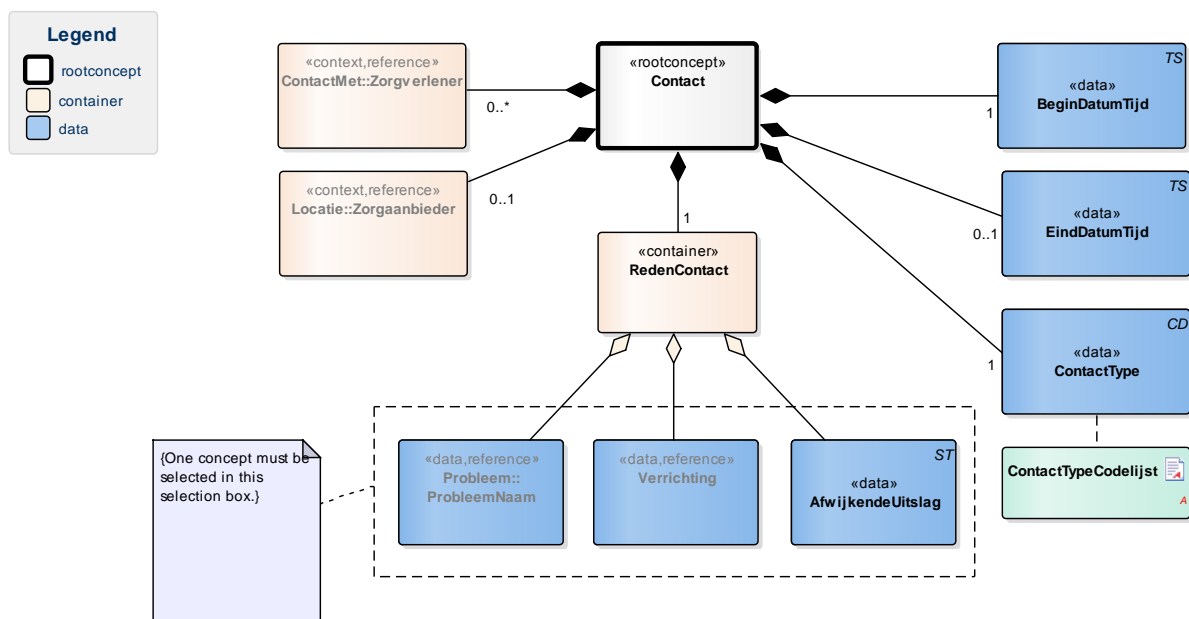 Legend
rootconcept
container
data
«context,reference»
ContactMet::Zorgverlener
0..*
«context,reference»
Locatie::Zorgaanbieder
0..1
«rootconcept»
Contact
1
«container»
RedenContact
TS
«data»
BeginDatumTijd
1
TS
«data»
EindDatumTijd
0..1
CD
«data»
ContactType
1
ContactTypeCodelijst
A
{One concept must be
selected in this
selection box.}
«data,reference»
Probleem::
ProbleemNaam
«data,reference»
Verrichting
ST
«data»
AfwijkendeUitslag